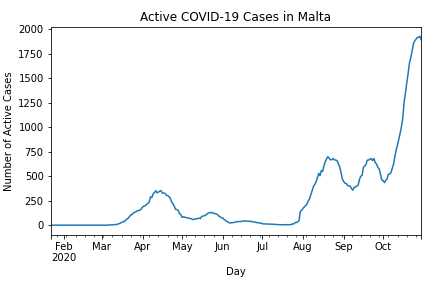 Active COVID-19 Cases in Malta
2000
1750
1500
1250
1000
750
500
250
0
Number of Active Cases
Feb Mar Apr May Jun Jul Aug Sep Oct
2020
Day